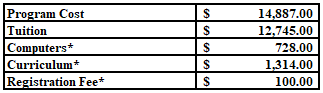 Program Cost $ 14,887.00
Tuition $ 12,745.00
Computers* $ 728.00
Curriculum* $ 1,314.00
Registration Fee* $ 100.00